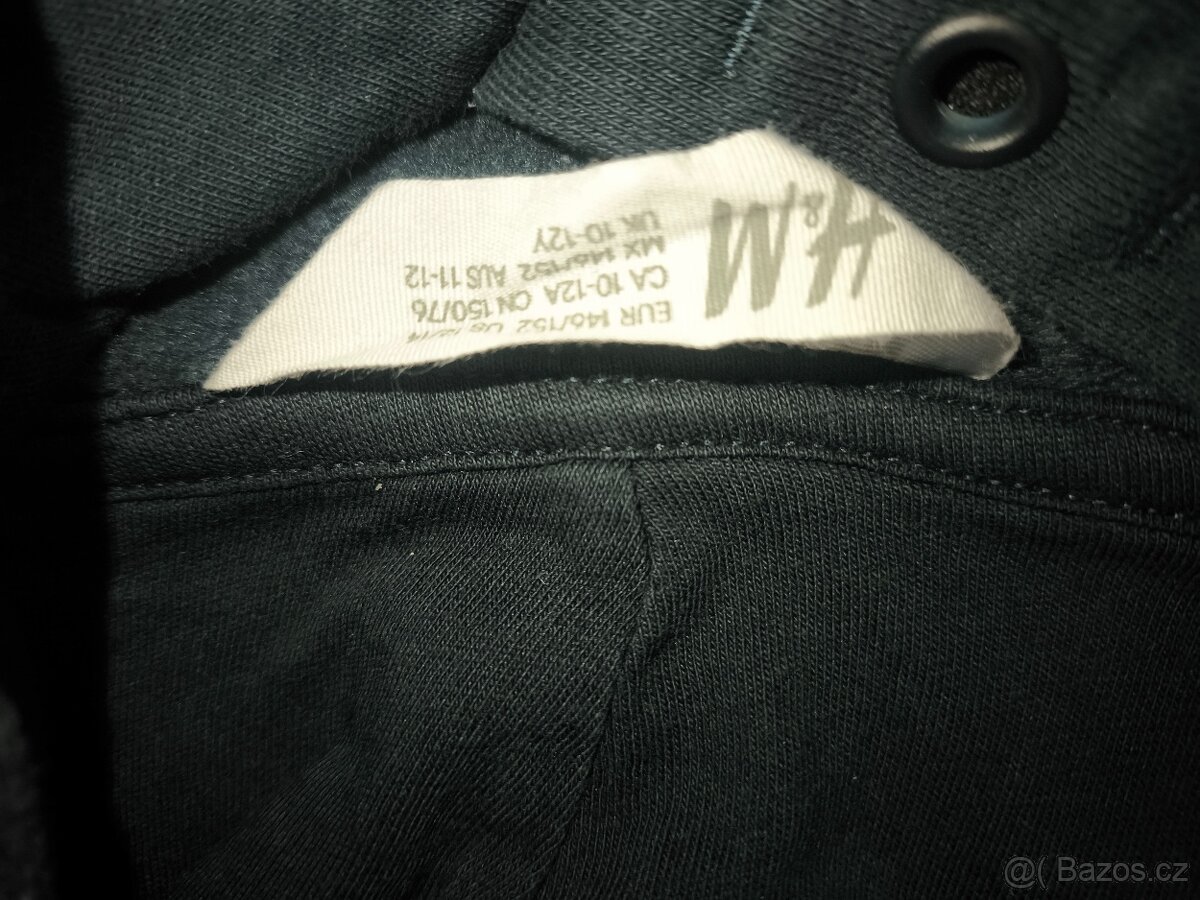 H&M
EUR 146/152 US
CA 10-12A CN 150/76
MX 146/152 AUS 11-12
UK 10-12Y
@( Bazos.cz